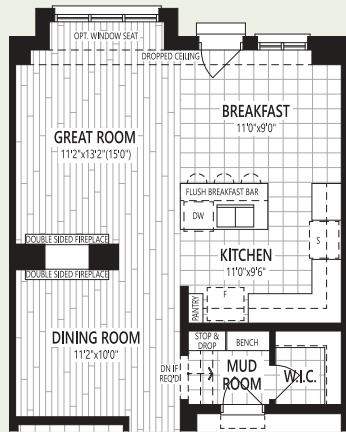 OPT. WINDOW SEAT
DROPPED CEILING
BREAKFAST
11'0"x9'0"
GREAT ROOM
11'2"x13'2"(15'0")
FLUSH BREAKFAST BAR
DW
S
DOUBLE SIDED FIREPLACE
KITCHEN
11'0"x9'6"
DOUBLE SIDED FIREPLACE
F
PANTRY
DINING ROOM
11'2"x10'0"
STOP &
DROP
BENCH
DN IF
REQ'D
MUD
ROOM
W.I.C.